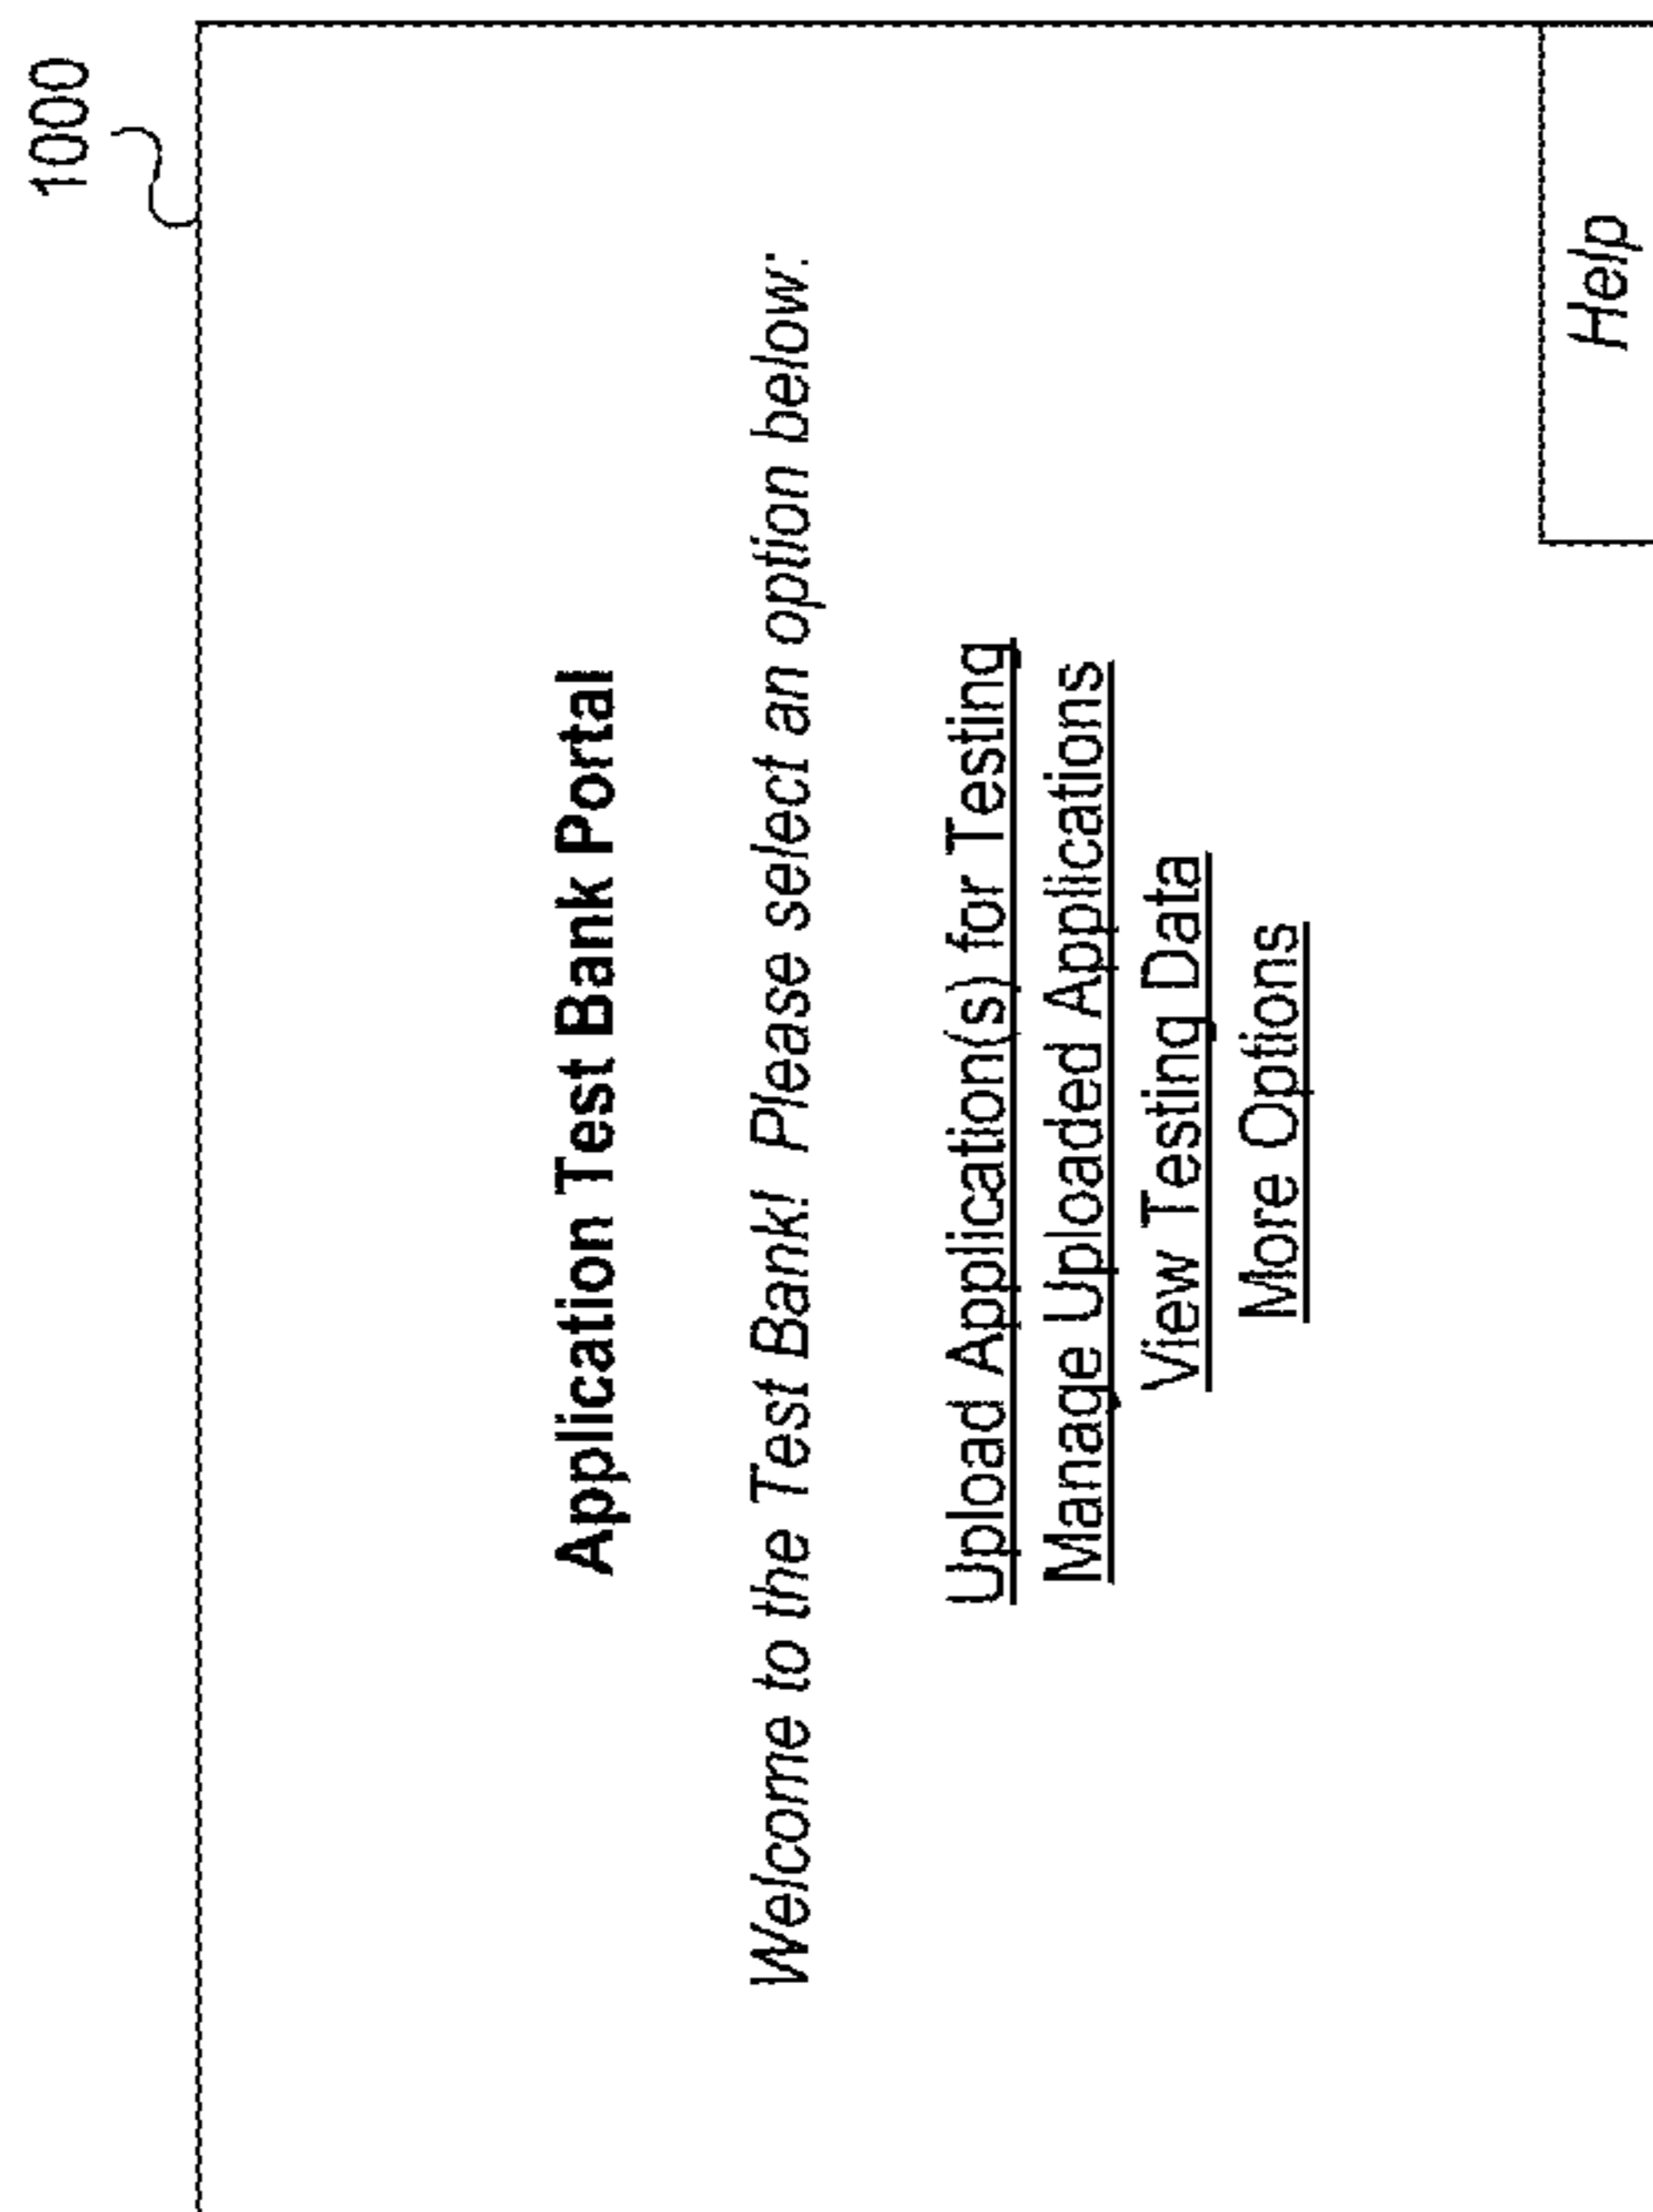 1000
Application Test Bank Portal
Welcome to the Test Bank! Please select an option below:
Upload Application(s) for Testing
Manage Uploaded Applications
View Testing Data
More Options
Help